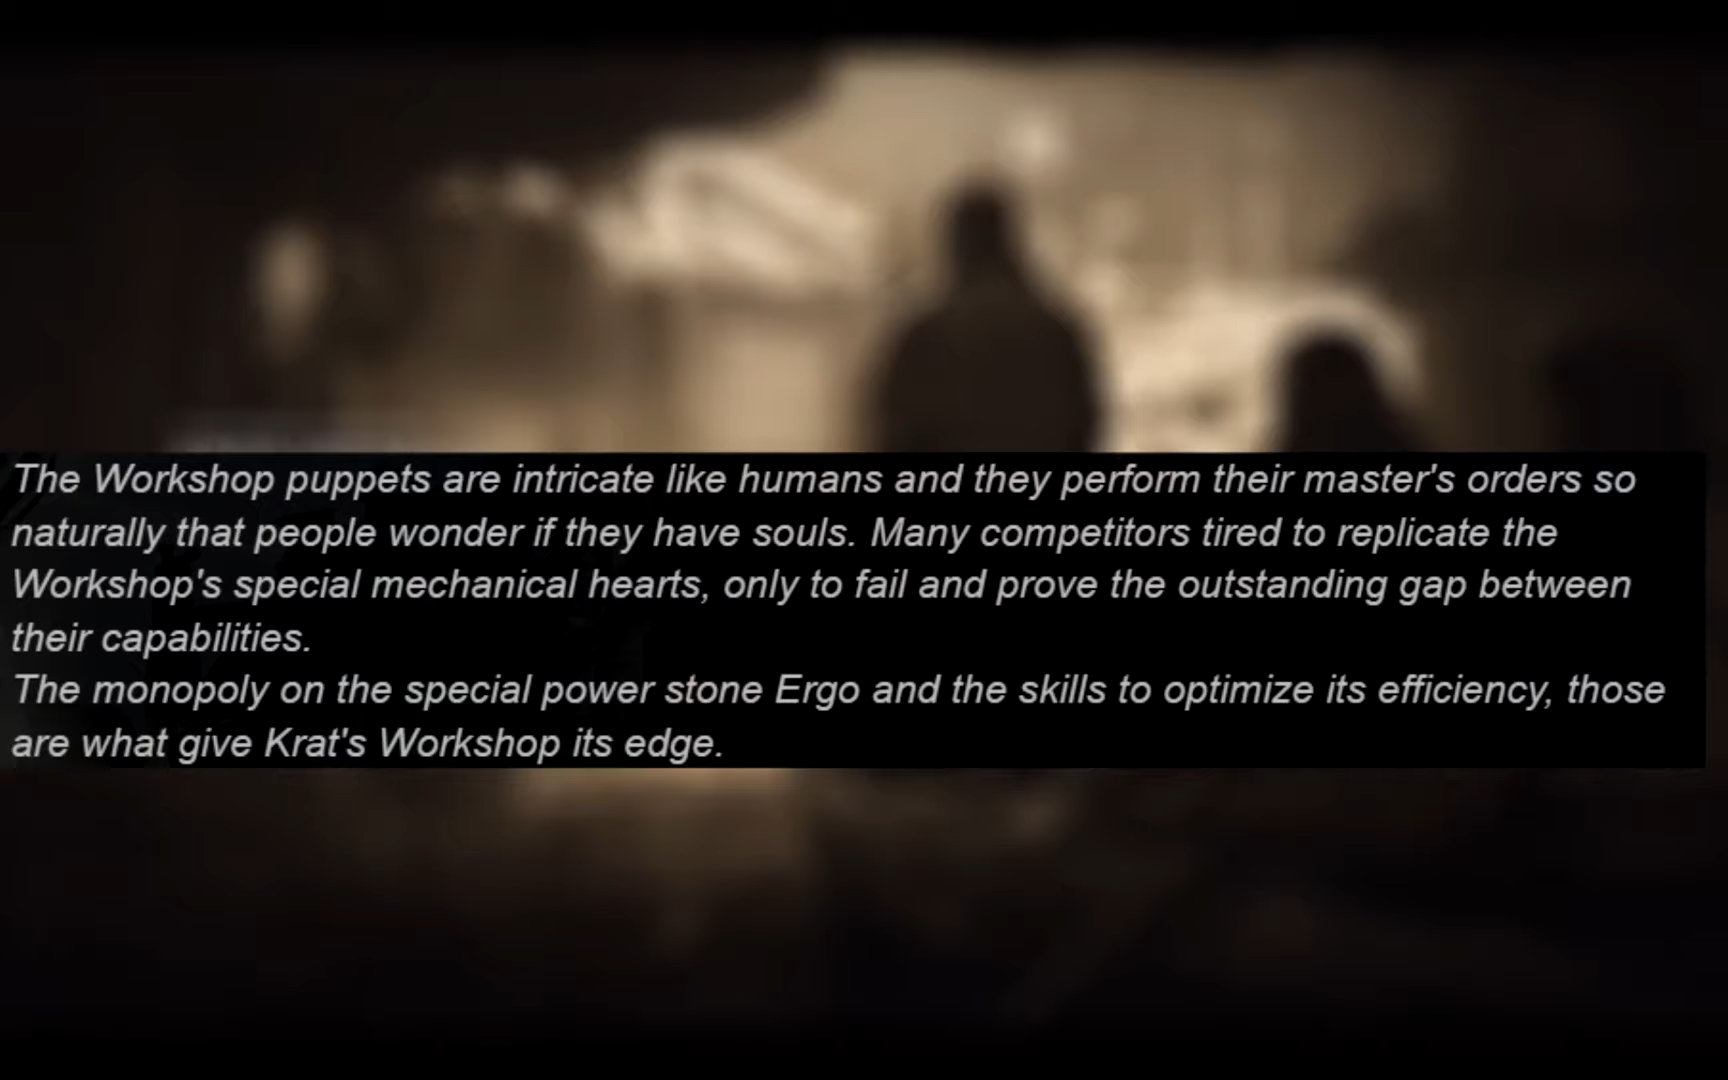 The Workshop puppets are intricate like humans and they perform their master's orders so
naturally that people wonder if they have souls. Many competitors tired to replicate the
Workshop's special mechanical hearts, only to fail and prove the outstanding gap between
their capabilities.
The monopoly on the special power stone Ergo and the skills to optimize its efficiency, those
are what give Krat's Workshop its edge.